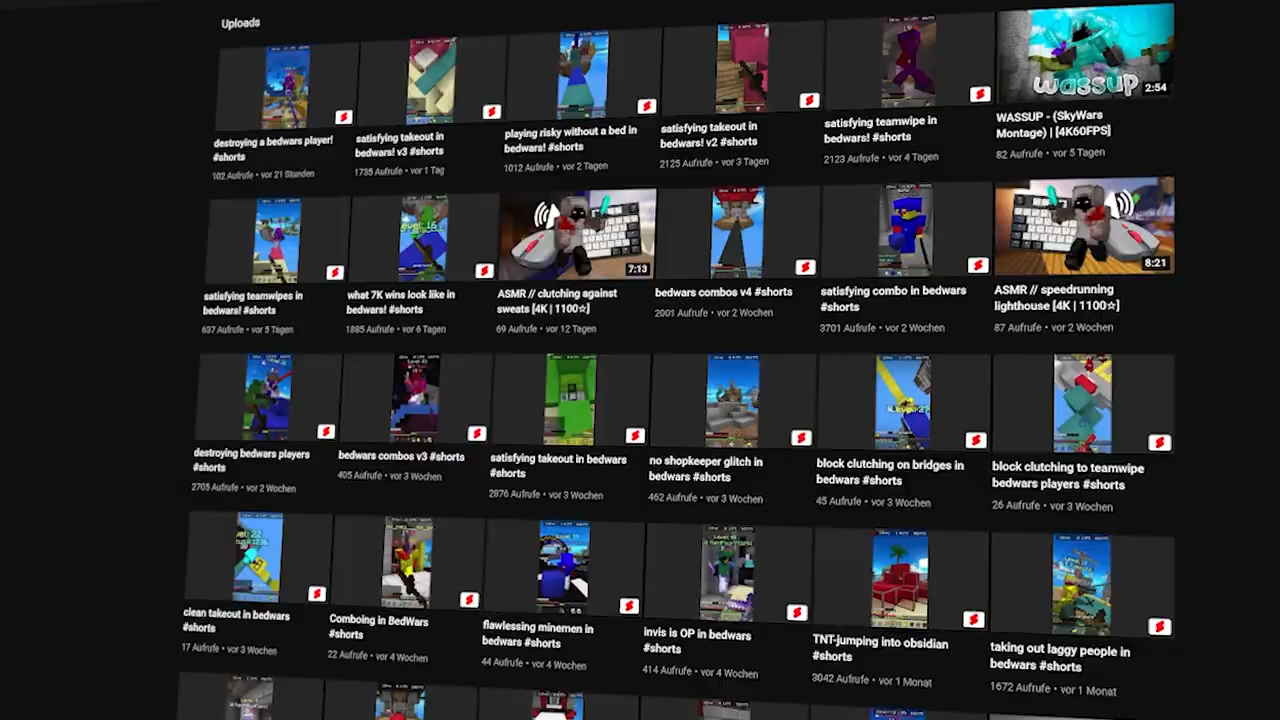 Uploads
wassup
2:54
destroying a bedwars player!
#shorts
102 Aufrufe • vor 21 Stunden
satisfying takeout in
bedwars! v3 #shorts
1735 Aufrufe • vor 1 Tag
playing risky without a bed in
bedwars! #shorts
1012 Aufrufe • vor 2 Tagen
satisfying takeout in
bedwars! v2 #shorts
2125 Aufrufe • vor 3 Tagen
satisfying teamwipe in
bedwars! #shorts
2123 Aufrufe • vor 4 Tagen
WASSUP - (SkyWars
Montage) | [4K60FPS]
82 Aufrufe • vor 5 Tagen
7:13
8:21
satisfying teamwipes in
bedwars! #shorts
637 Aufrufe • vor 5 Tagen
what 7K wins look like in
bedwars! #shorts
1885 Aufrufe • vor 6 Tagen
ASMR // clutching against
sweats [4K | 1100☆]
69 Aufrufe • vor 12 Tagen
bedwars combos v4 #shorts
2001 Aufrufe • vor 2 Wochen
satisfying combo in bedwars
#shorts
3701 Aufrufe • vor 2 Wochen
ASMR // speedrunning
lighthouse [4K | 1100☆]
87 Aufrufe • vor 2 Wochen
destroying bedwars players
#shorts
2705 Aufrufe • vor 2 Wochen
bedwars combos v3 #shorts
405 Aufrufe • vor 3 Wochen
satisfying takeout in bedwars
#shorts
2876 Aufrufe • vor 3 Wochen
no shopkeeper glitch in
bedwars #shorts
462 Aufrufe • vor 3 Wochen
block clutching on bridges in
bedwars #shorts
45 Aufrufe • vor 3 Wochen
block clutching to teamwipe
bedwars players #shorts
26 Aufrufe • vor 3 Wochen
clean takeout in bedwars
#shorts
17 Aufrufe • vor 3 Wochen
Comboing in BedWars
#shorts
22 Aufrufe • vor 4 Wochen
flawlessing minemen in
bedwars #shorts
44 Aufrufe • vor 4 Wochen
invis is OP in bedwars
#shorts
414 Aufrufe • vor 4 Wochen
TNT-jumping into obsidian
#shorts
3042 Aufrufe • vor 1 Monat
taking out laggy people in
bedwars #shorts
1672 Aufrufe • vor 1 Monat